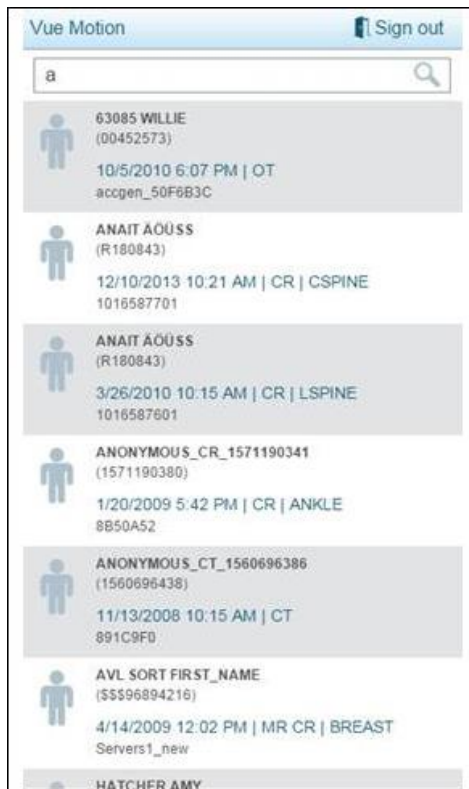 Vue Motion Sign out
a
63085 WILLIE
(00452573)
10/5/2010 6:07 PM | OT
accgen_50F6B3C
ANAIT ÄÖÜSS
(R180843)
12/10/2013 10:21 AM | CR | CSPINE
1016587701
ANAIT ÄÖÜSS
(R180843)
3/26/2010 10:15 AM | CR | LSPINE
1016587601
ANONYMOUS_CR_1571190341
(1571190380)
1/20/2009 5:42 PM | CR | ANKLE
8B50A52
ANONYMOUS_CT_1560696386
(1560696438)
11/13/2008 10:15 AM | CT
891C9F0
AVL SORT FIRST_NAME
($$$96894216)
4/14/2009 12:02 PM | MR CR | BREAST
Servers1_new
HATCHER AMY